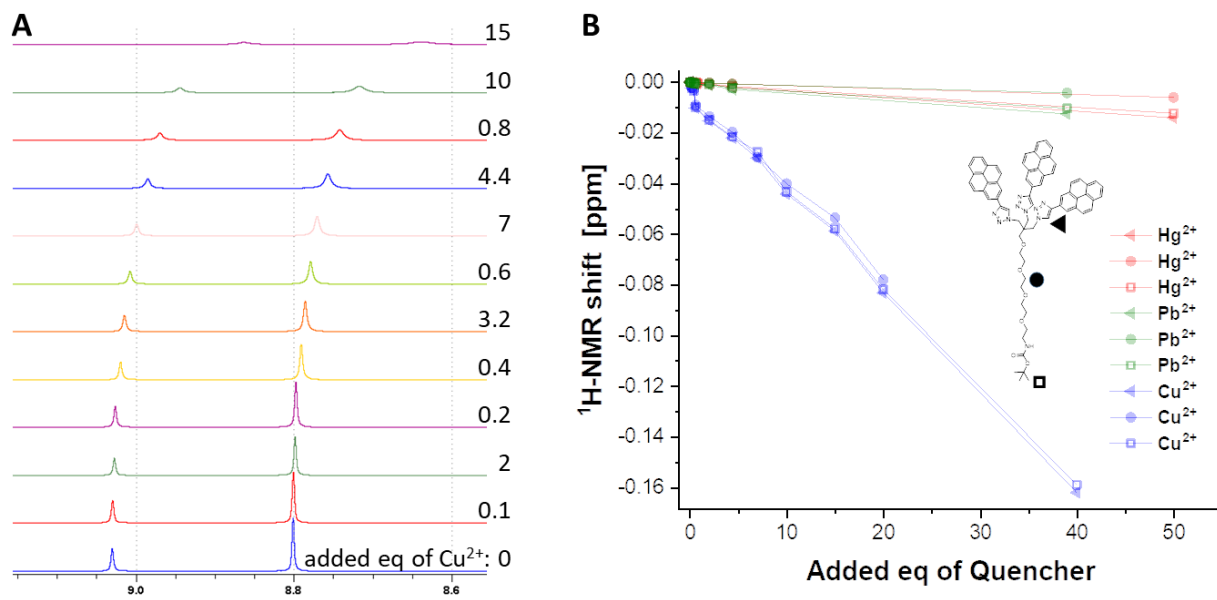 A
15
10
0.8
4.4
7
0.6
3.2
0.4
0.2
2
0.1
added eq of Cu²⁺: 0
9.0 8.8 8.6
B
0.00
-0.02
-0.04
-0.06
-0.08
-0.10
-0.12
-0.14
-0.16
¹H-NMR shift [ppm]
0 10 20 30 40 50
Added eq of Quencher
Hg²⁺
Hg²⁺
Hg²⁺
Pb²⁺
Pb²⁺
Pb²⁺
Cu²⁺
Cu²⁺
Cu²⁺